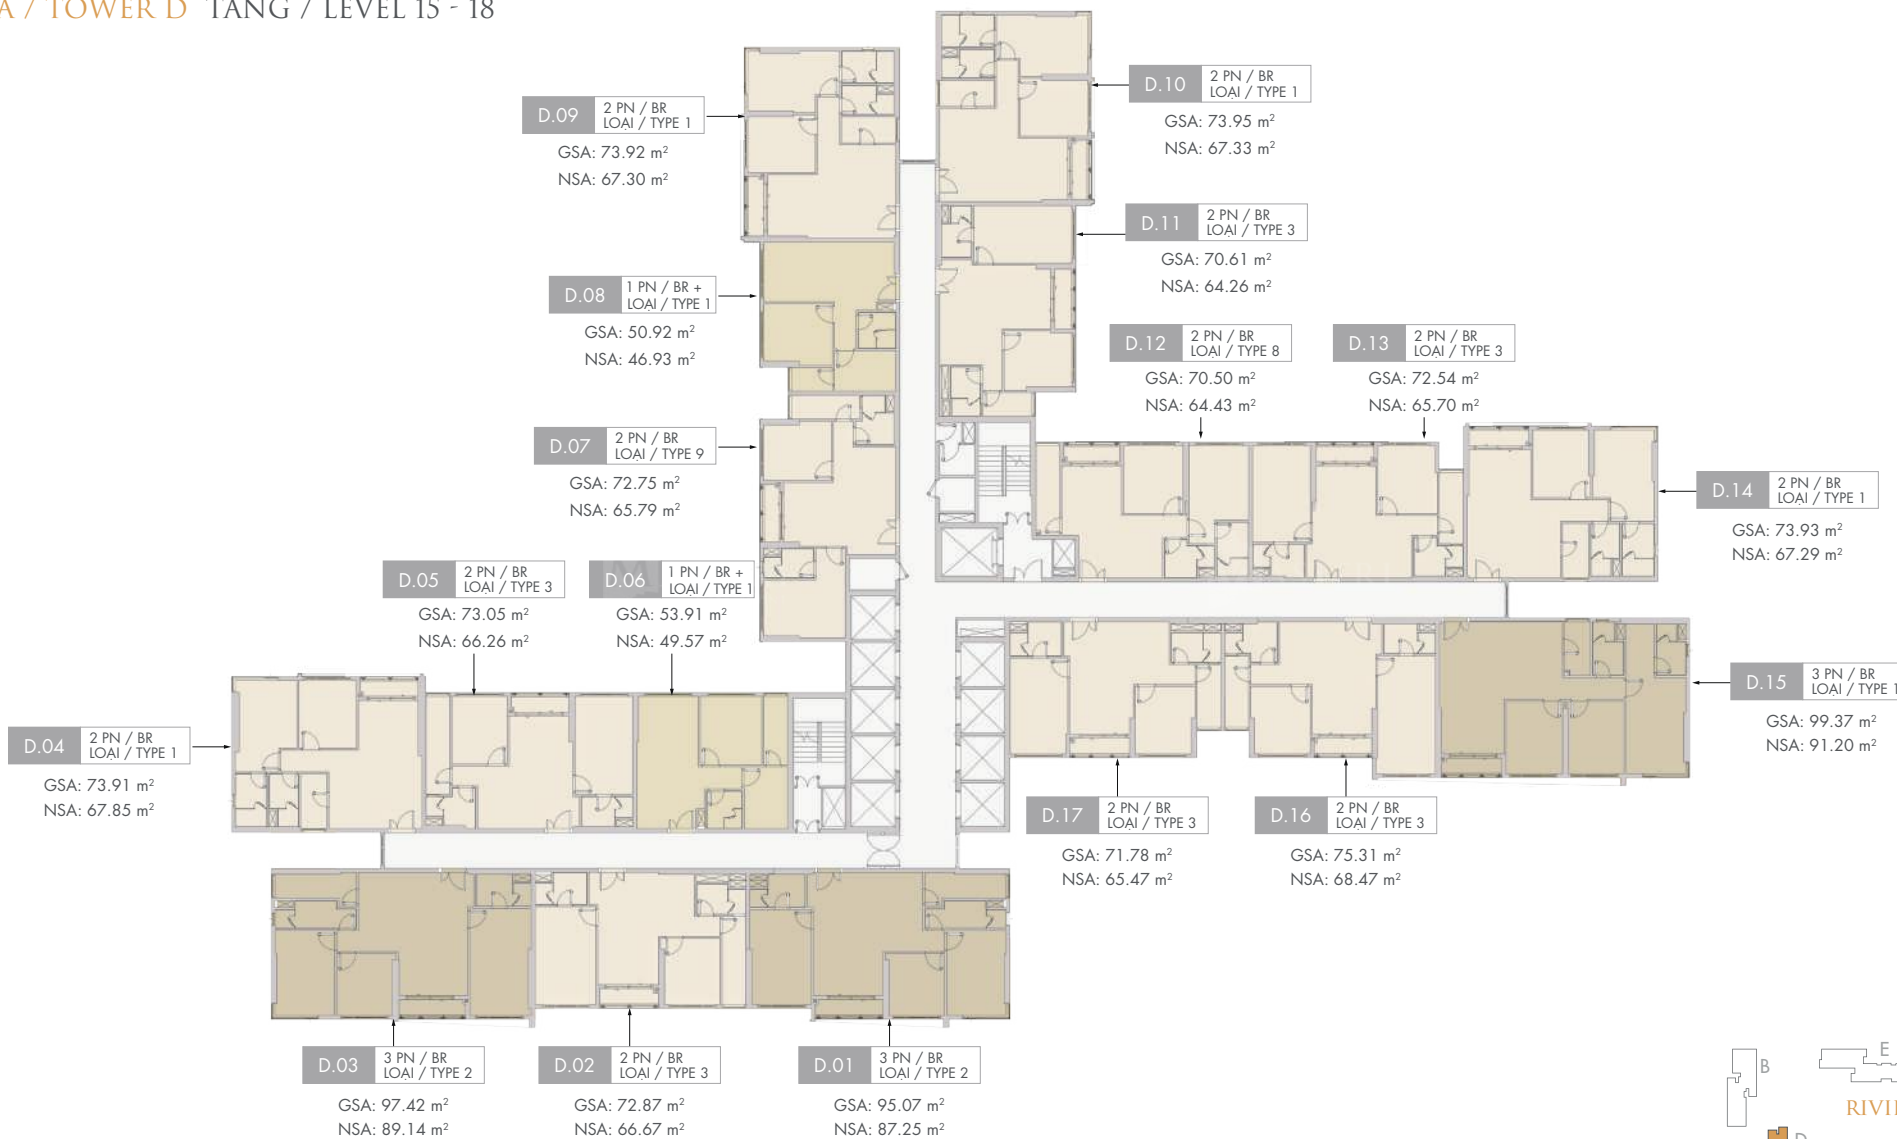 A / TOWER D TẦNG / LEVEL 15 - 18
D.10
2 PN / BR
LOẠI / TYPE 1
GSA: 73.95 m²
NSA: 67.33 m²
D.09
2 PN / BR
LOẠI / TYPE 1
GSA: 73.92 m²
NSA: 67.30 m²
D.11
2 PN / BR
LOẠI / TYPE 3
GSA: 70.61 m²
NSA: 64.26 m²
D.08
1 PN / BR +
LOẠI / TYPE 1
GSA: 50.92 m²
NSA: 46.93 m²
D.12
2 PN / BR
LOẠI / TYPE 8
GSA: 70.50 m²
NSA: 64.43 m²
D.13
2 PN / BR
LOẠI / TYPE 3
GSA: 72.54 m²
NSA: 65.70 m²
D.07
2 PN / BR
LOẠI / TYPE 9
GSA: 72.75 m²
NSA: 65.79 m²
D.14
2 PN / BR
LOẠI / TYPE 1
GSA: 73.93 m²
NSA: 67.29 m²
D.05
2 PN / BR
LOẠI / TYPE 3
GSA: 73.05 m²
NSA: 66.26 m²
D.06
1 PN / BR +
LOẠI / TYPE 1
GSA: 53.91 m²
NSA: 49.57 m²
D.15
3 PN / BR
LOẠI / TYPE 1
GSA: 99.37 m²
NSA: 91.20 m²
D.04
2 PN / BR
LOẠI / TYPE 1
GSA: 73.91 m²
NSA: 67.85 m²
D.17
2 PN / BR
LOẠI / TYPE 3
GSA: 71.78 m²
NSA: 65.47 m²
D.16
2 PN / BR
LOẠI / TYPE 3
GSA: 75.31 m²
NSA: 68.47 m²
D.03
3 PN / BR
LOẠI / TYPE 2
GSA: 97.42 m²
NSA: 89.14 m²
D.02
2 PN / BR
LOẠI / TYPE 3
GSA: 72.87 m²
NSA: 66.67 m²
D.01
3 PN / BR
LOẠI / TYPE 2
GSA: 95.07 m²
NSA: 87.25 m²
B
E
D